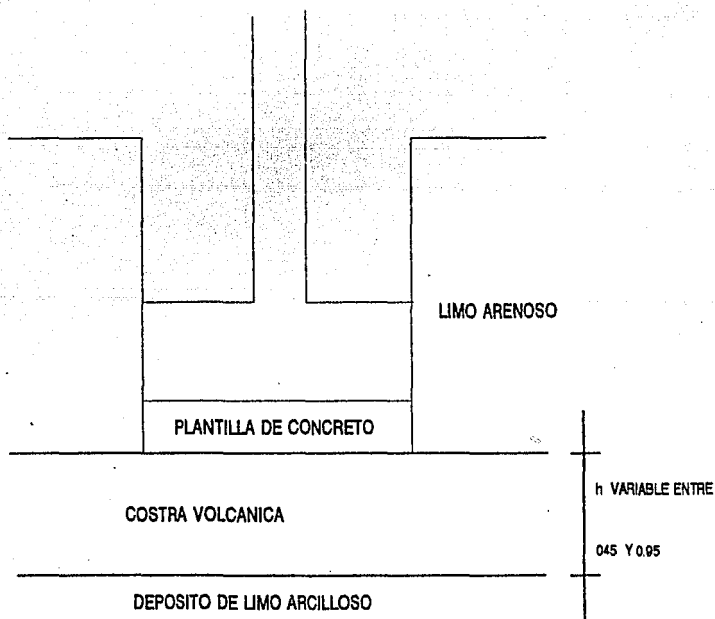 LIMO ARENOSO
PLANTILLA DE CONCRETO
COSTRA VOLCANICA
h VARIABLE ENTRE
045 Y 0.95
DEPOSITO DE LIMO ARCILLOSO